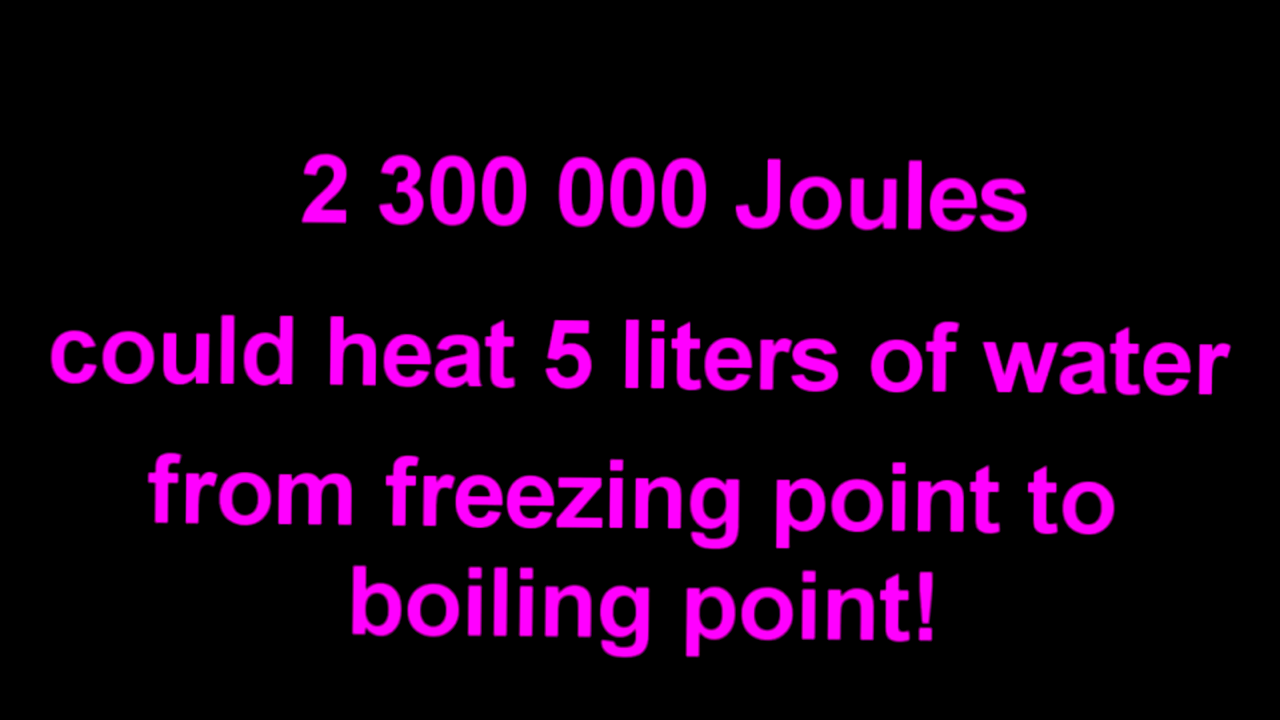 2 300 000 Joules
could heat 5 liters of water
from freezing point to
boiling point!